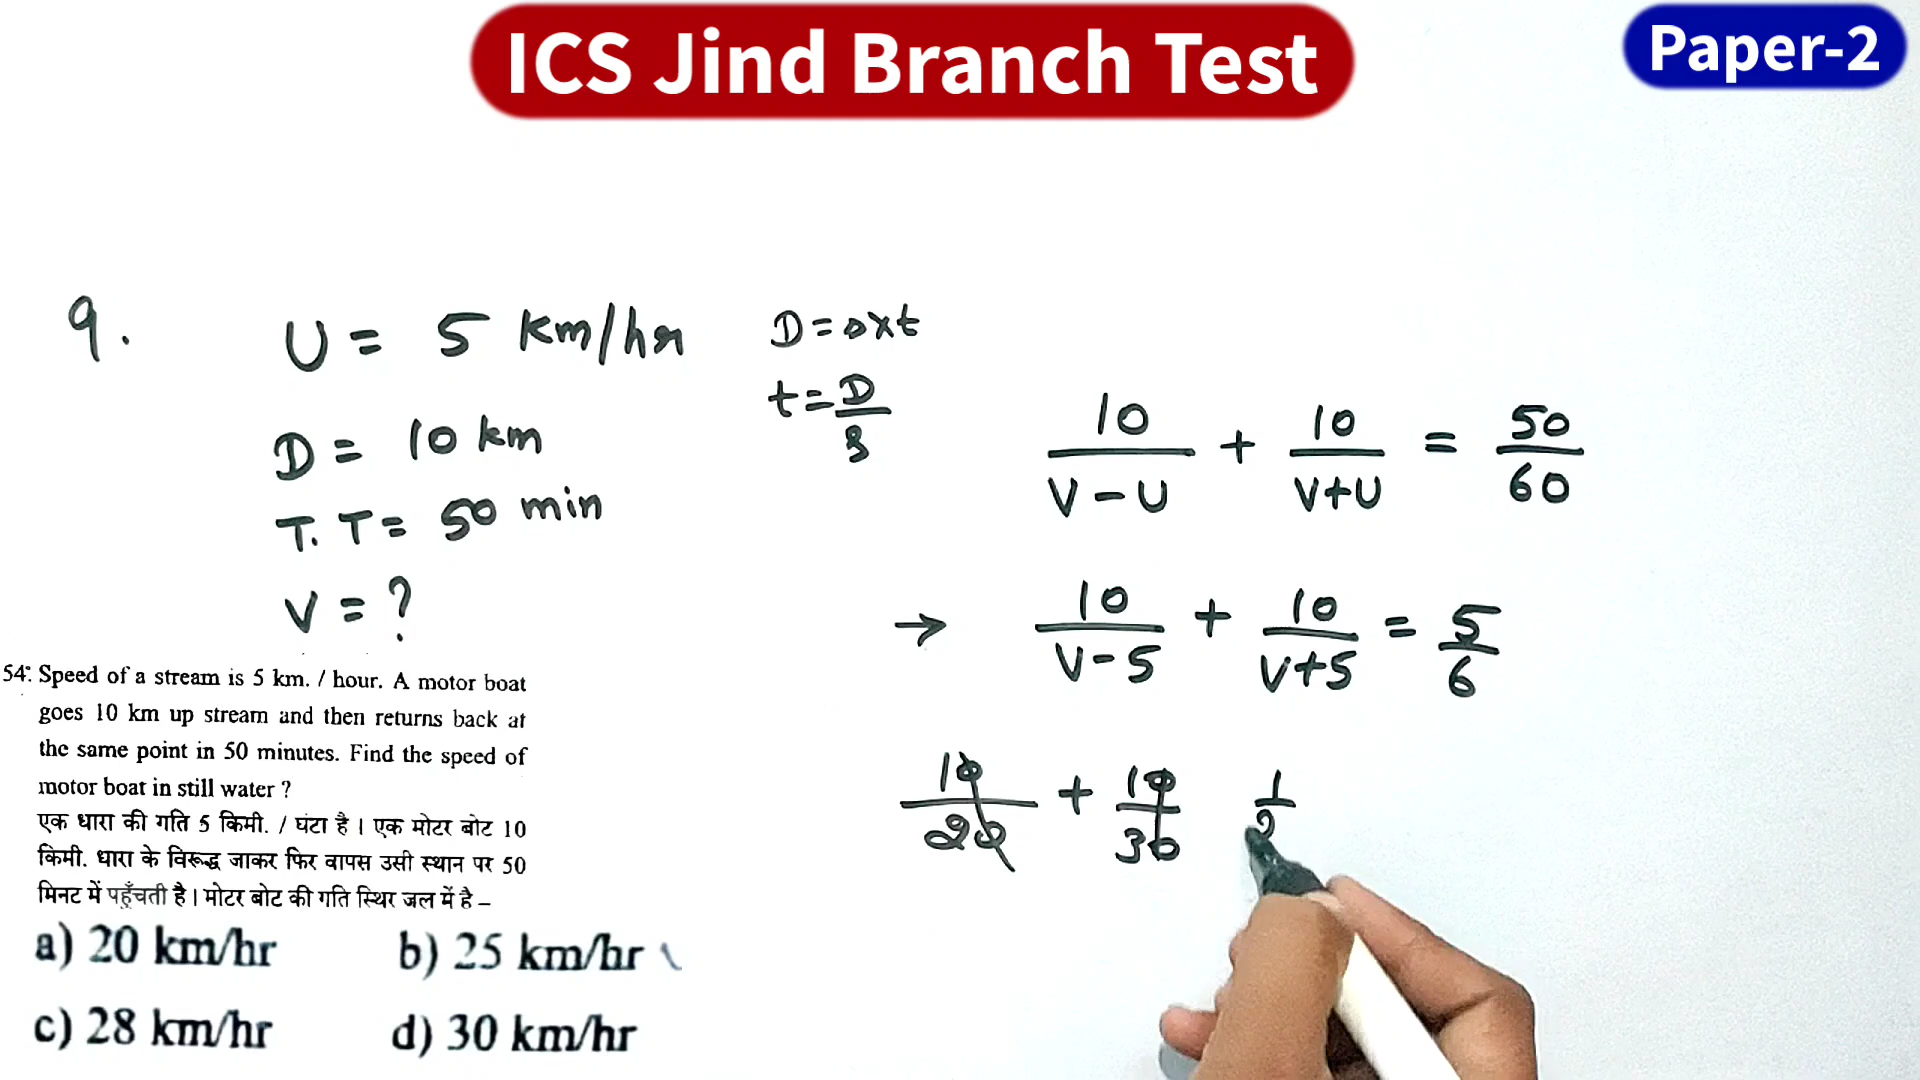 ICS Jind Branch Test
Paper-2
9.
U = 5 km/hr
D = 10 km
T.T = 50 min
V = ?
D = s×t
t = D/s
10/(V-U) + 10/(V+U) = 50/60
→ 10/(V-5) + 10/(V+5) = 5/6
10/20 + 10/30 1/2
54. Speed of a stream is 5 km. / hour. A motor boat
goes 10 km up stream and then returns back at
the same point in 50 minutes. Find the speed of
motor boat in still water ?
एक धारा की गति 5 किमी. / घंटा है। एक मोटर बोट 10
किमी. धारा के विरूद्ध जाकर फिर वापस उसी स्थान पर 50
मिनट में पहुँचती है। मोटर बोट की गति स्थिर जल में है –
a) 20 km/hr b) 25 km/hr
c) 28 km/hr d) 30 km/hr